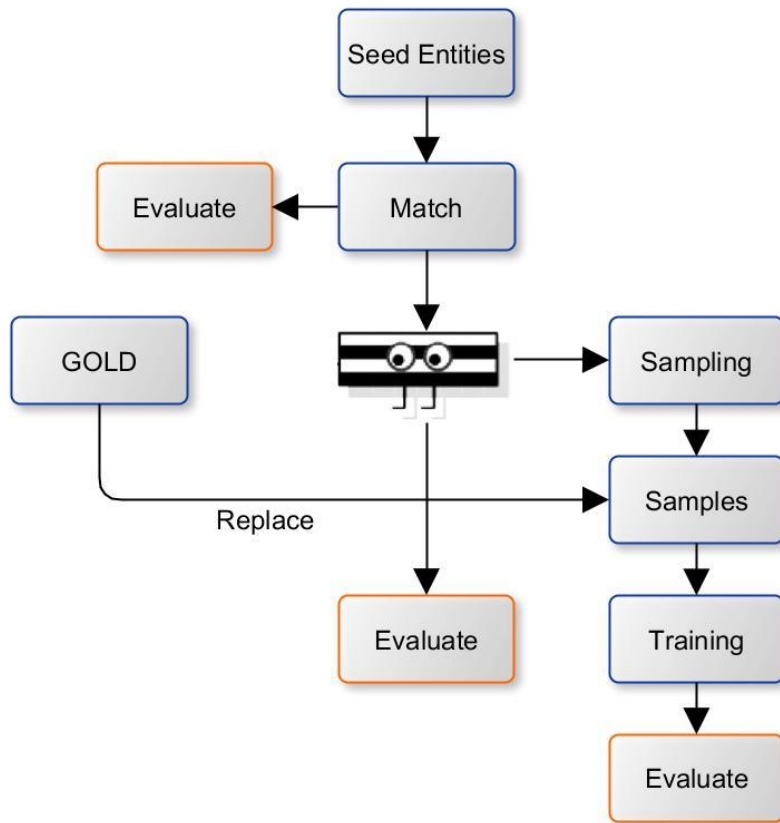 Seed Entities
Evaluate
Match
GOLD
Sampling
Samples
Replace
Evaluate
Training
Evaluate